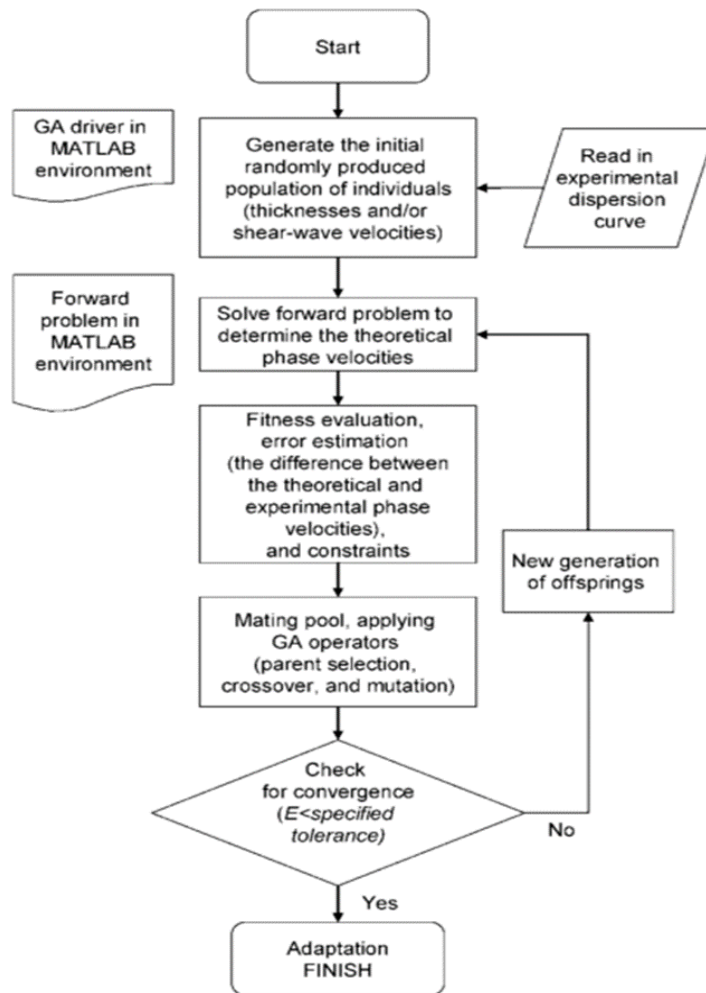 Start
GA driver in
MATLAB
environment
Generate the initial
randomly produced
population of individuals
(thicknesses and/or
shear-wave velocities)
Read in
experimental
dispersion
curve
Forward
problem in
MATLAB
environment
Solve forward problem to
determine the theoretical
phase velocities
Fitness evaluation,
error estimation
(the difference between
the theoretical and
experimental phase
velocities),
and constraints
New generation
of offsprings
Mating pool, applying
GA operators
(parent selection,
crossover, and mutation)
Check
for convergence
(E<specified
tolerance)
No
Yes
Adaptation
FINISH